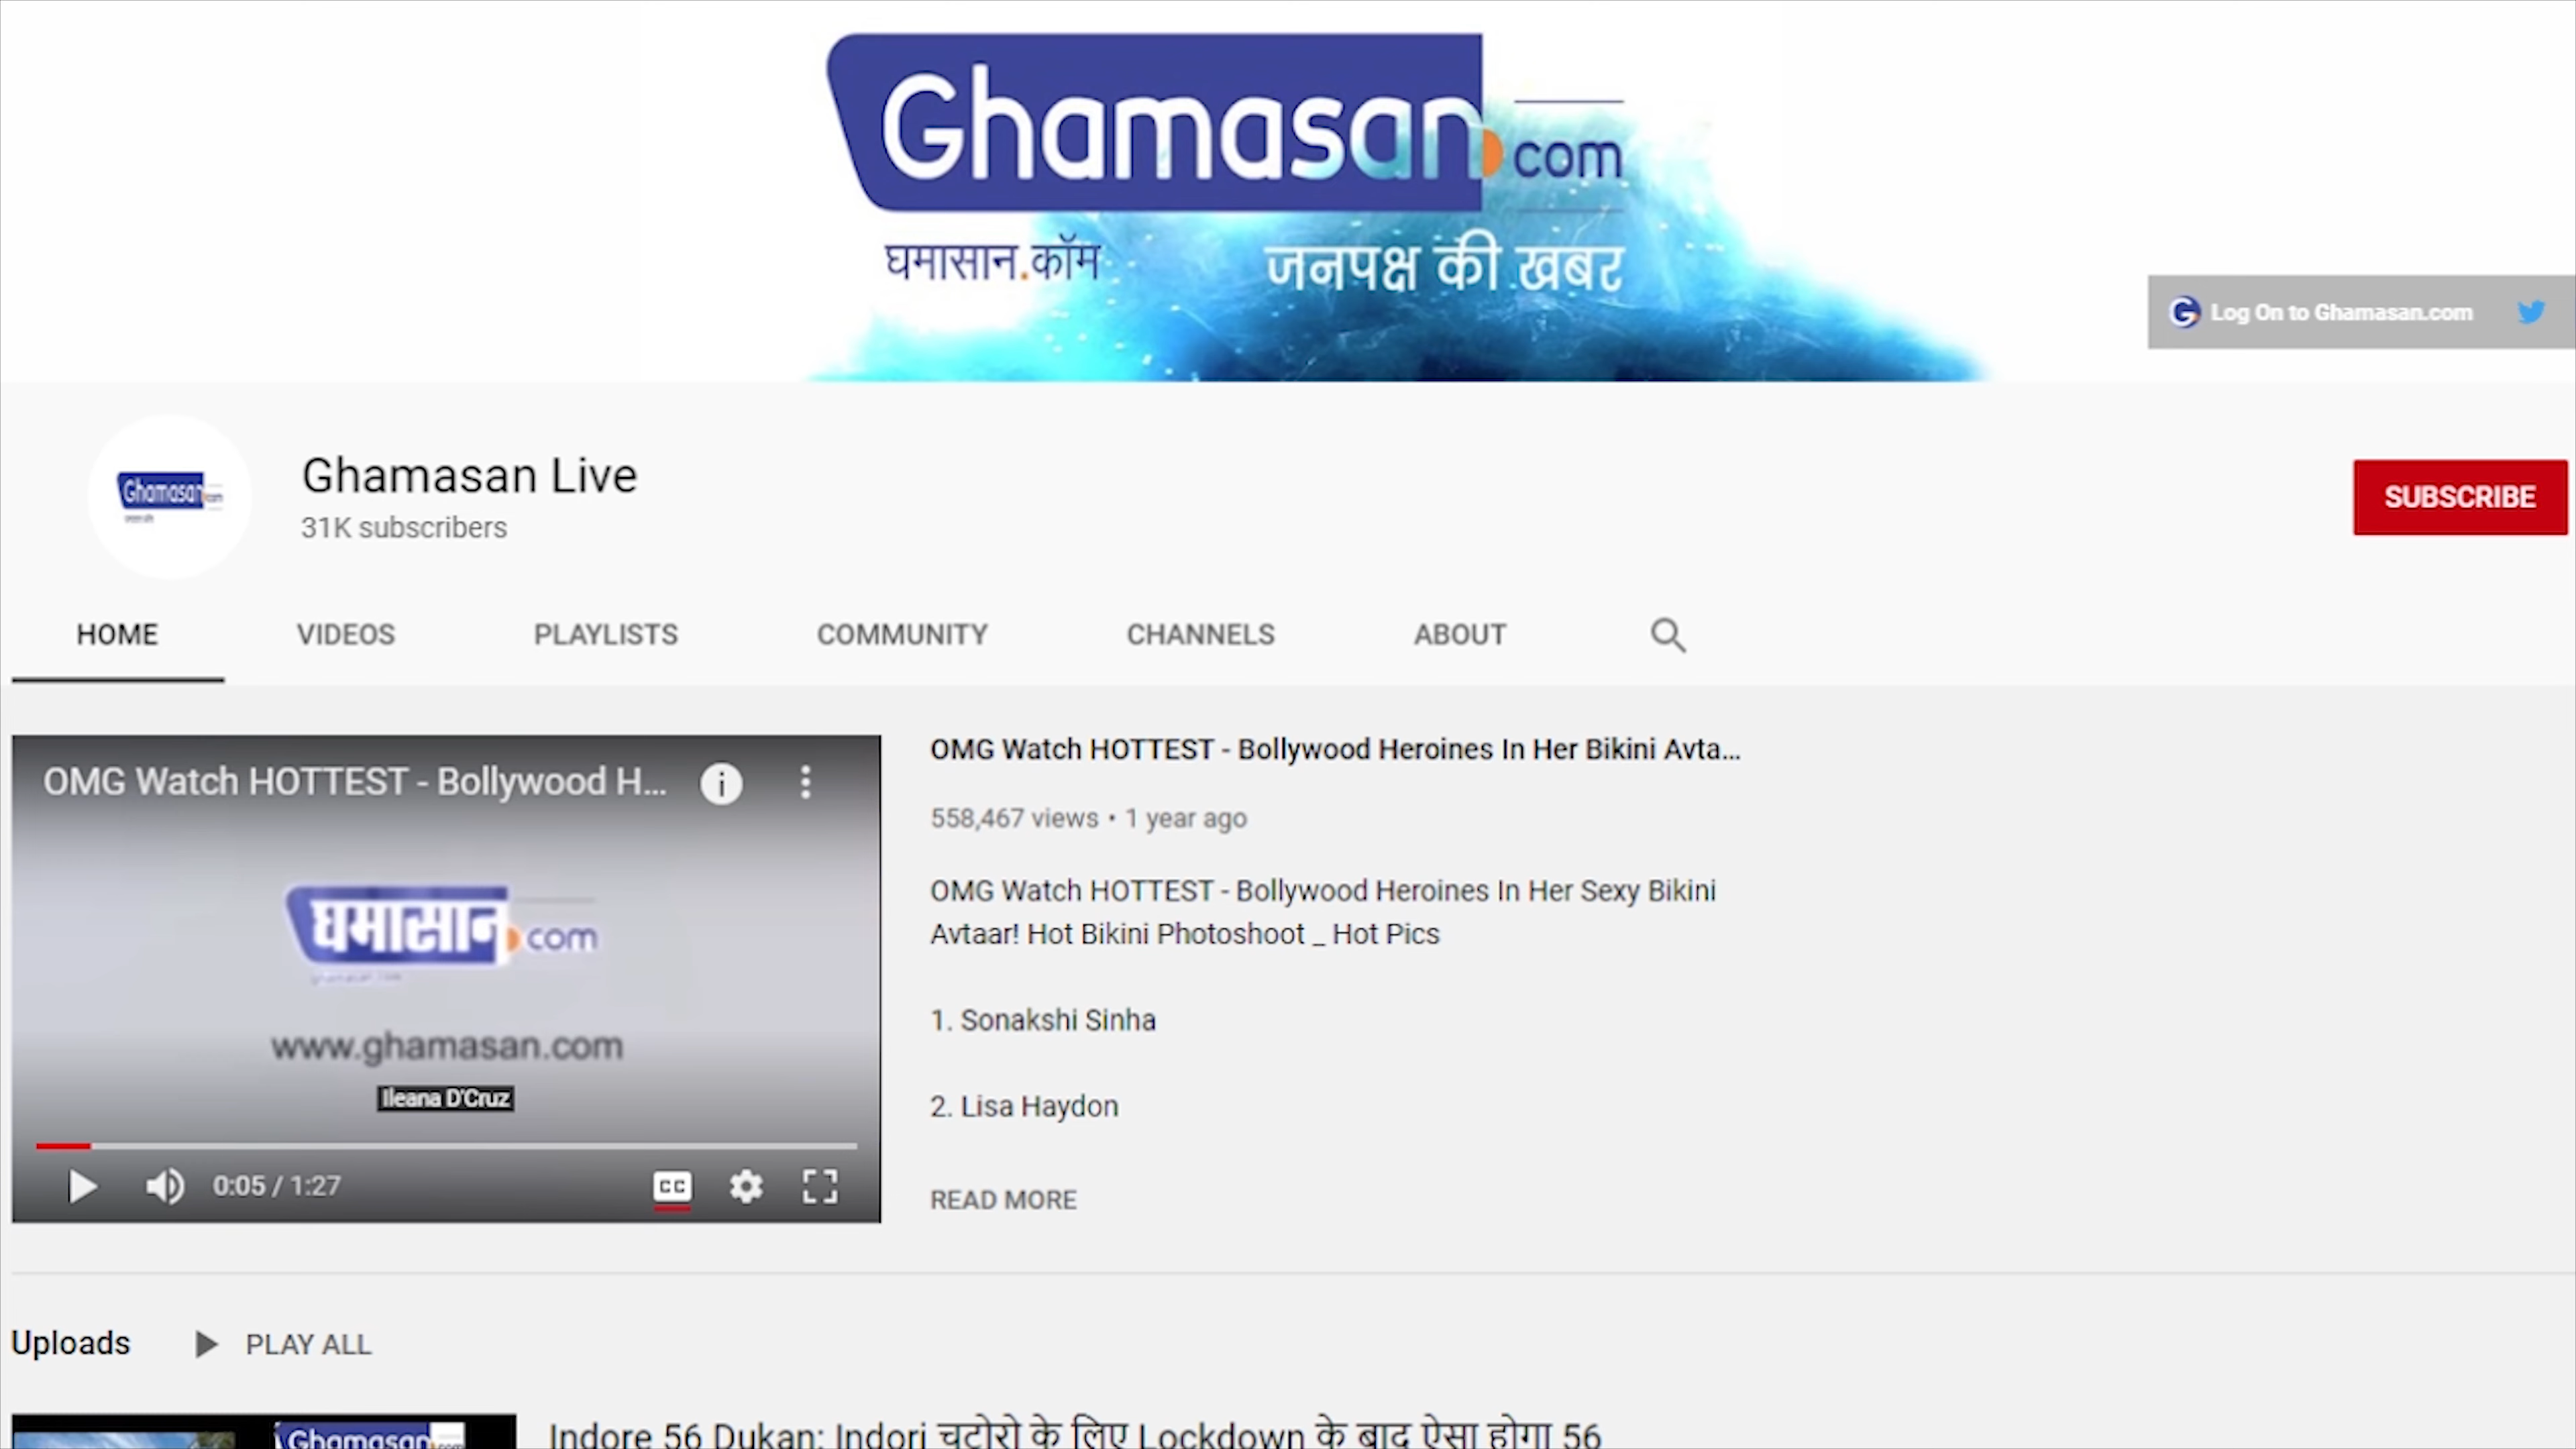 Ghamasan.com
घमासान.कॉम
जनपक्ष की खबर
Log On to Ghamasan.com
Ghamasan
Ghamasan Live
31K subscribers
SUBSCRIBE
HOME
VIDEOS
PLAYLISTS
COMMUNITY
CHANNELS
ABOUT
OMG Watch HOTTEST - Bollywood H...
घमासान.com
www.ghamasan.com
Ileana D'Cruz
0:05 / 1:27
CC
OMG Watch HOTTEST - Bollywood Heroines In Her Bikini Avta...
558,467 views • 1 year ago
OMG Watch HOTTEST - Bollywood Heroines In Her Sexy Bikini
Avtaar! Hot Bikini Photoshoot _ Hot Pics
1. Sonakshi Sinha
2. Lisa Haydon
READ MORE
Uploads
PLAY ALL
Ghamasan.com
Indore 56 Dukan: Indori चटोरो के लिए Lockdown के बाद ऐसा होगा 56